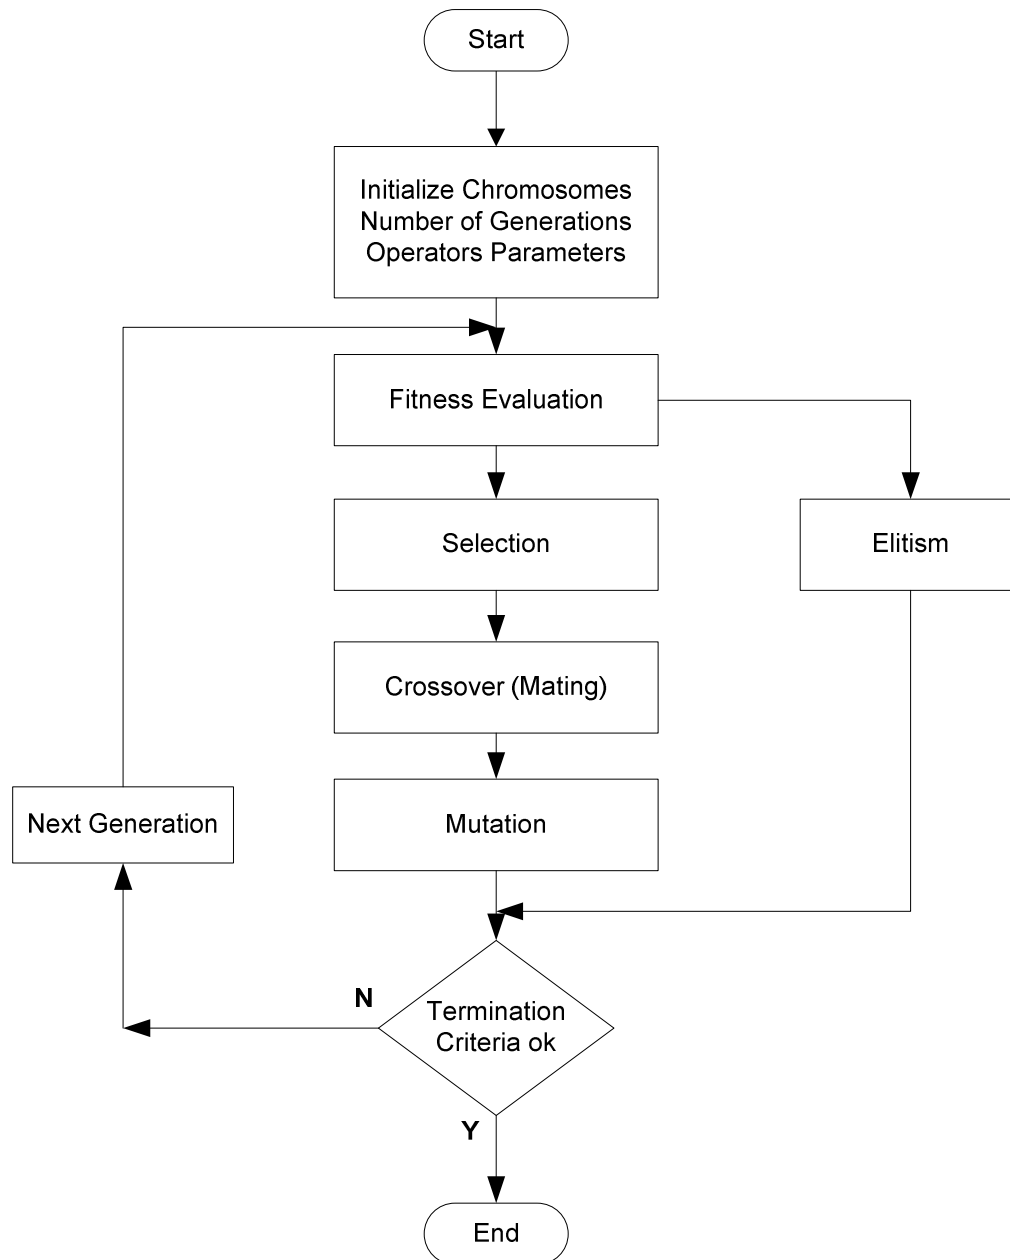 Start
Initialize Chromosomes
Number of Generations
Operators Parameters
Fitness Evaluation
Selection
Elitism
Crossover (Mating)
Next Generation
Mutation
N
Termination
Criteria ok
Y
End